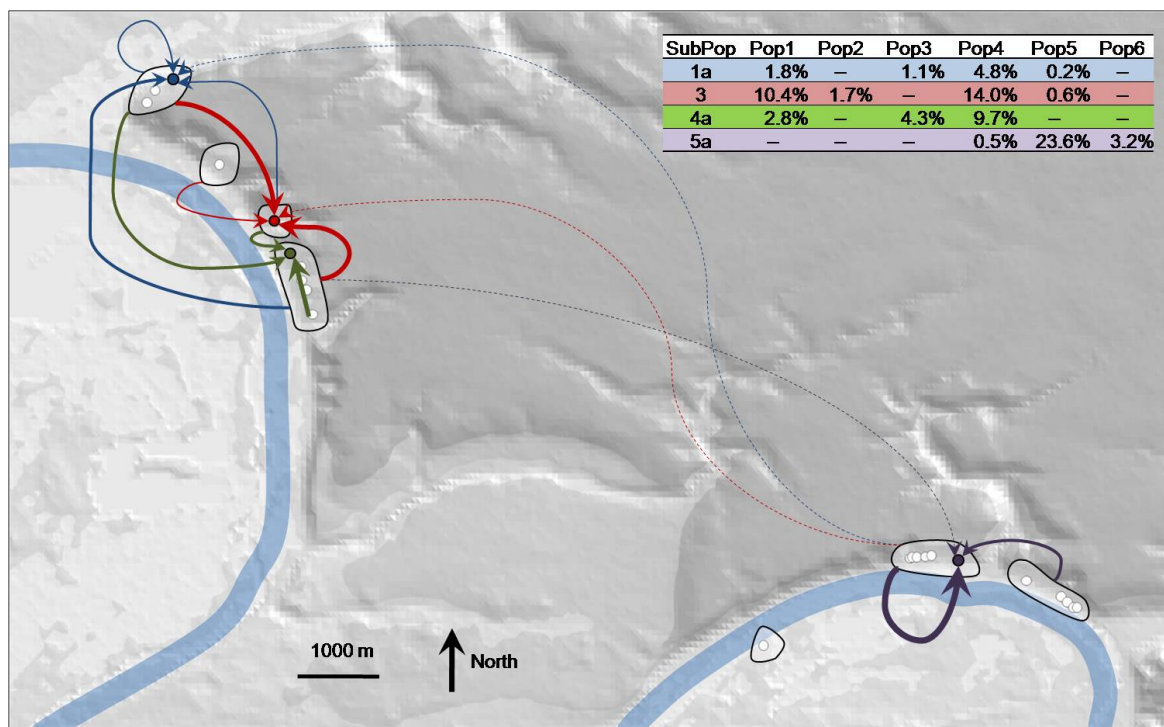 SubPop Pop1 Pop2 Pop3 Pop4 Pop5 Pop6
1a 1.8% – 1.1% 4.8% 0.2% –
3 10.4% 1.7% – 14.0% 0.6% –
4a 2.8% – 4.3% 9.7% – –
5a – – – 0.5% 23.6% 3.2%
1000 m
North